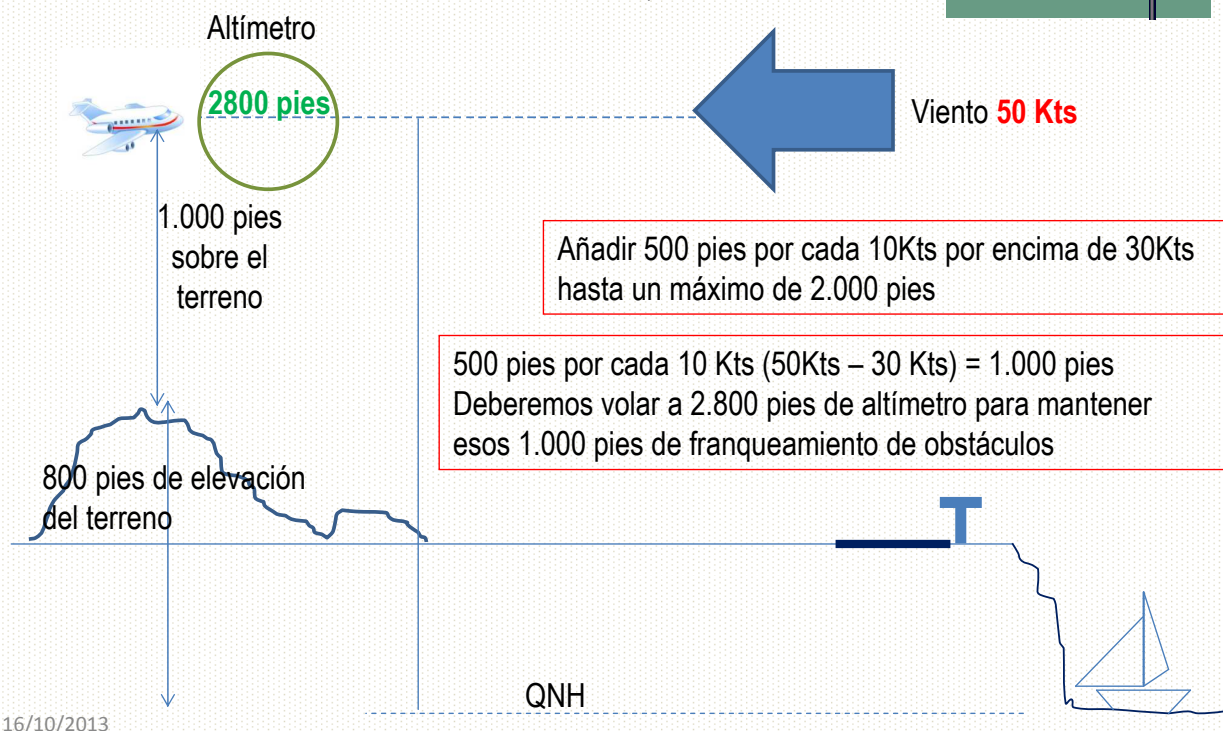 Altímetro
2800 pies
Viento 50 Kts
1.000 pies
sobre el
terreno
Añadir 500 pies por cada 10Kts por encima de 30Kts
hasta un máximo de 2.000 pies
500 pies por cada 10 Kts (50Kts – 30 Kts) = 1.000 pies
Deberemos volar a 2.800 pies de altímetro para mantener
esos 1.000 pies de franqueamiento de obstáculos
800 pies de elevación
del terreno
QNH
16/10/2013